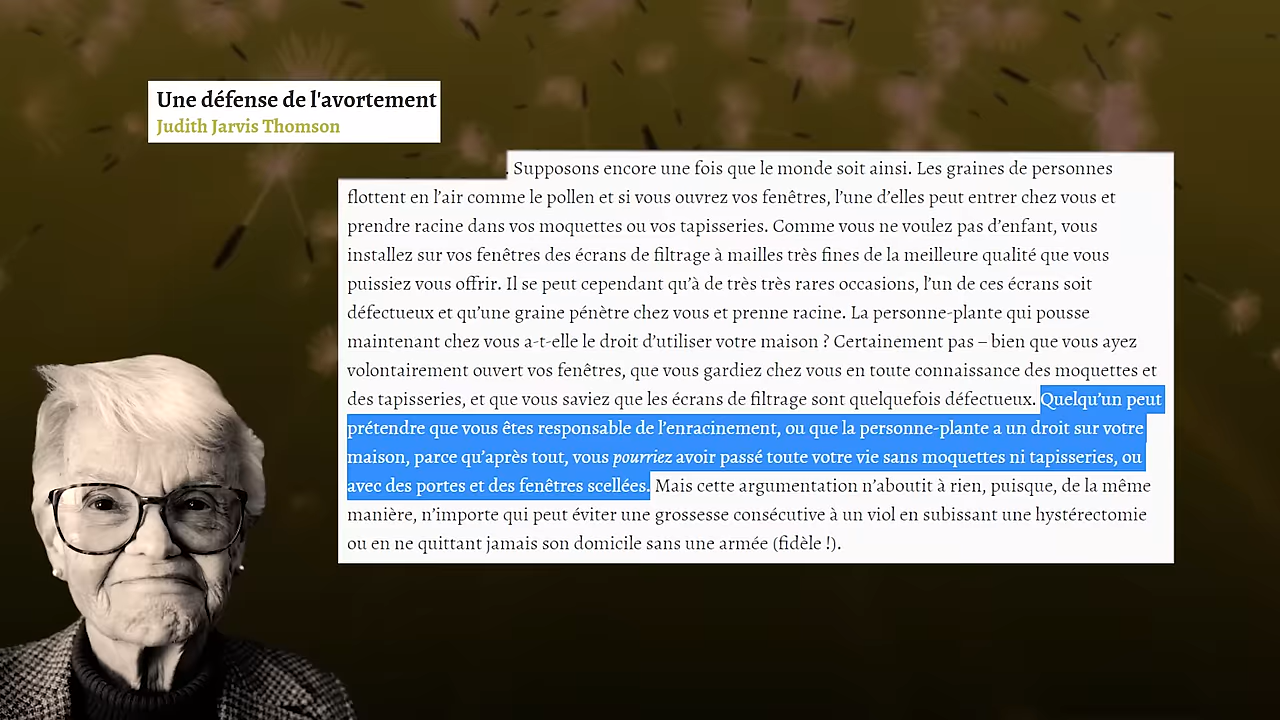 Une défense de l'avortement
Judith Jarvis Thomson
. Supposons encore une fois que le monde soit ainsi. Les graines de personnes
flottent en l’air comme le pollen et si vous ouvrez vos fenêtres, l’une d’elles peut entrer chez vous et
prendre racine dans vos moquettes ou vos tapisseries. Comme vous ne voulez pas d’enfant, vous
installez sur vos fenêtres des écrans de filtrage à mailles très fines de la meilleure qualité que vous
puissiez vous offrir. Il se peut cependant qu’à de très très rares occasions, l’un de ces écrans soit
défectueux et qu’une graine pénètre chez vous et prenne racine. La personne-plante qui pousse
maintenant chez vous a-t-elle le droit d’utiliser votre maison ? Certainement pas – bien que vous ayez
volontairement ouvert vos fenêtres, que vous gardiez chez vous en toute connaissance des moquettes et
des tapisseries, et que vous saviez que les écrans de filtrage sont quelquefois défectueux. Quelqu’un peut
prétendre que vous êtes responsable de l’enracinement, ou que la personne-plante a un droit sur votre
maison, parce qu’après tout, vous pourriez avoir passé toute votre vie sans moquettes ni tapisseries, ou
avec des portes et des fenêtres scellées. Mais cette argumentation n’aboutit à rien, puisque, de la même
manière, n’importe qui peut éviter une grossesse consécutive à un viol en subissant une hystérectomie
ou en ne quittant jamais son domicile sans une armée (fidèle !).